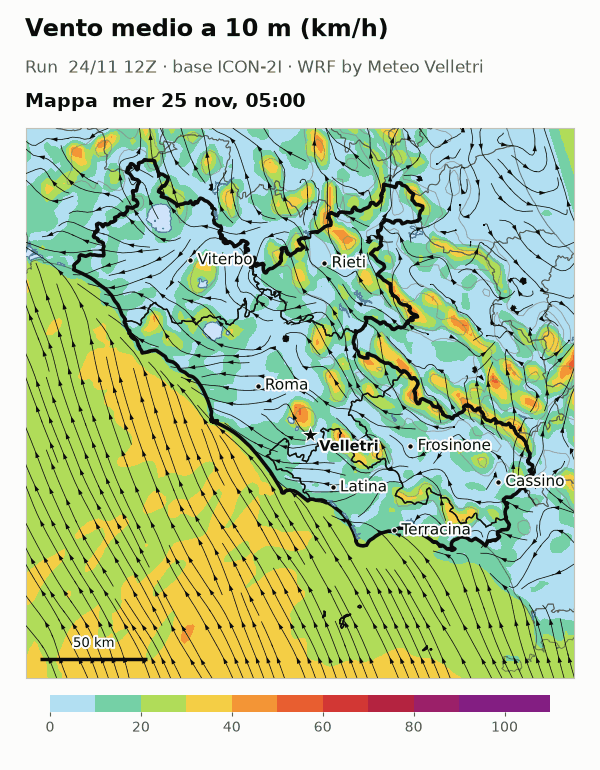 Vento medio a 10 m (km/h)
Run 24/11 12Z · base ICON-2I · WRF by Meteo Velletri
Mappa mer 25 nov, 05:00
Viterbo
Rieti
Roma
Velletri
Frosinone
Latina
Cassino
Terracina
50 km
0 20 40 60 80 100